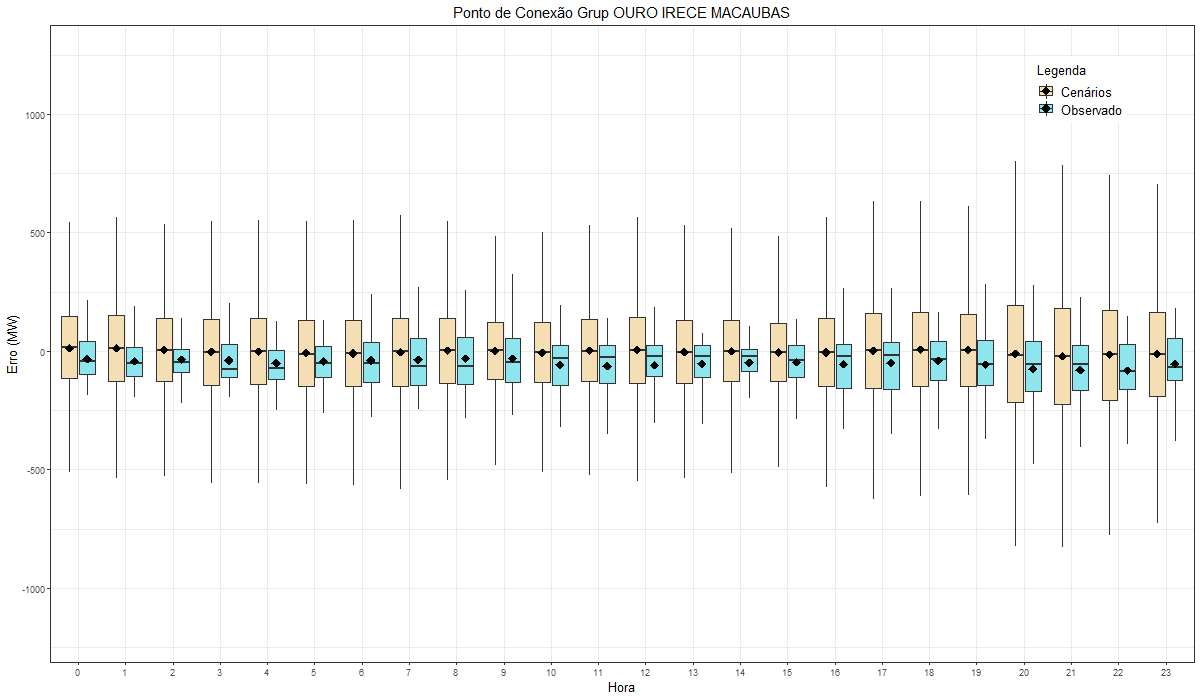 Ponto de Conexão Grup OURO IRECE MACAUBAS
Legenda
Cenários
Observado
Erro (MW)
1000
500
0
-500
-1000
0 1 2 3 4 5 6 7 8 9 10 11 12 13 14 15 16 17 18 19 20 21 22 23
Hora